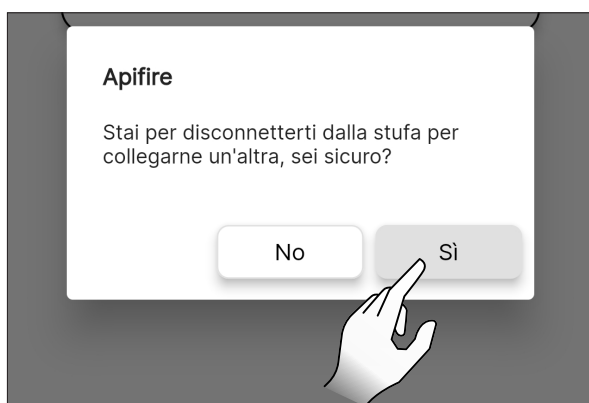 Apifire
Stai per disconnetterti dalla stufa per
collegarne un'altra, sei sicuro?
No
Sì